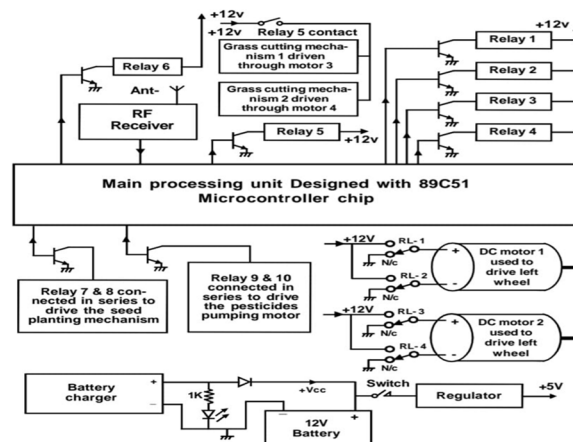 +12v
+12v
Relay 5 contact
Relay 6
Grass cutting mecha-
nism 1 driven
through motor 3
Grass cutting mecha-
nism 2 driven
through motor 4
Ant-
RF
Receiver
Relay 5
+12v
+12v
Relay 1
Relay 2
Relay 3
Relay 4
Main processing unit Designed with 89C51
Microcontroller chip
Relay 7 & 8 con-
nected in series to
drive the seed
planting mechanism
Relay 9 & 10
connected in
series to drive
the pesticides
pumping motor
+12V
RL-1
N/c
RL-2
N/c
+
-
DC motor 1
used to
drive left
wheel
+12V
RL-3
N/c
RL-4
N/c
+
-
DC motor 2
used to
drive left
wheel
Battery
charger
+
-
1K
+Vcc
-
+
12V
Battery
Switch
Regulator
+5V